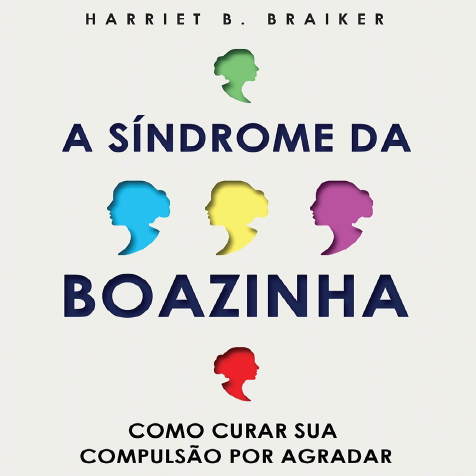 HARRIET B. BRAIKER
A SÍNDROME DA
BOAZINHA
COMO CURAR SUA
COMPULSÃO POR AGRADAR